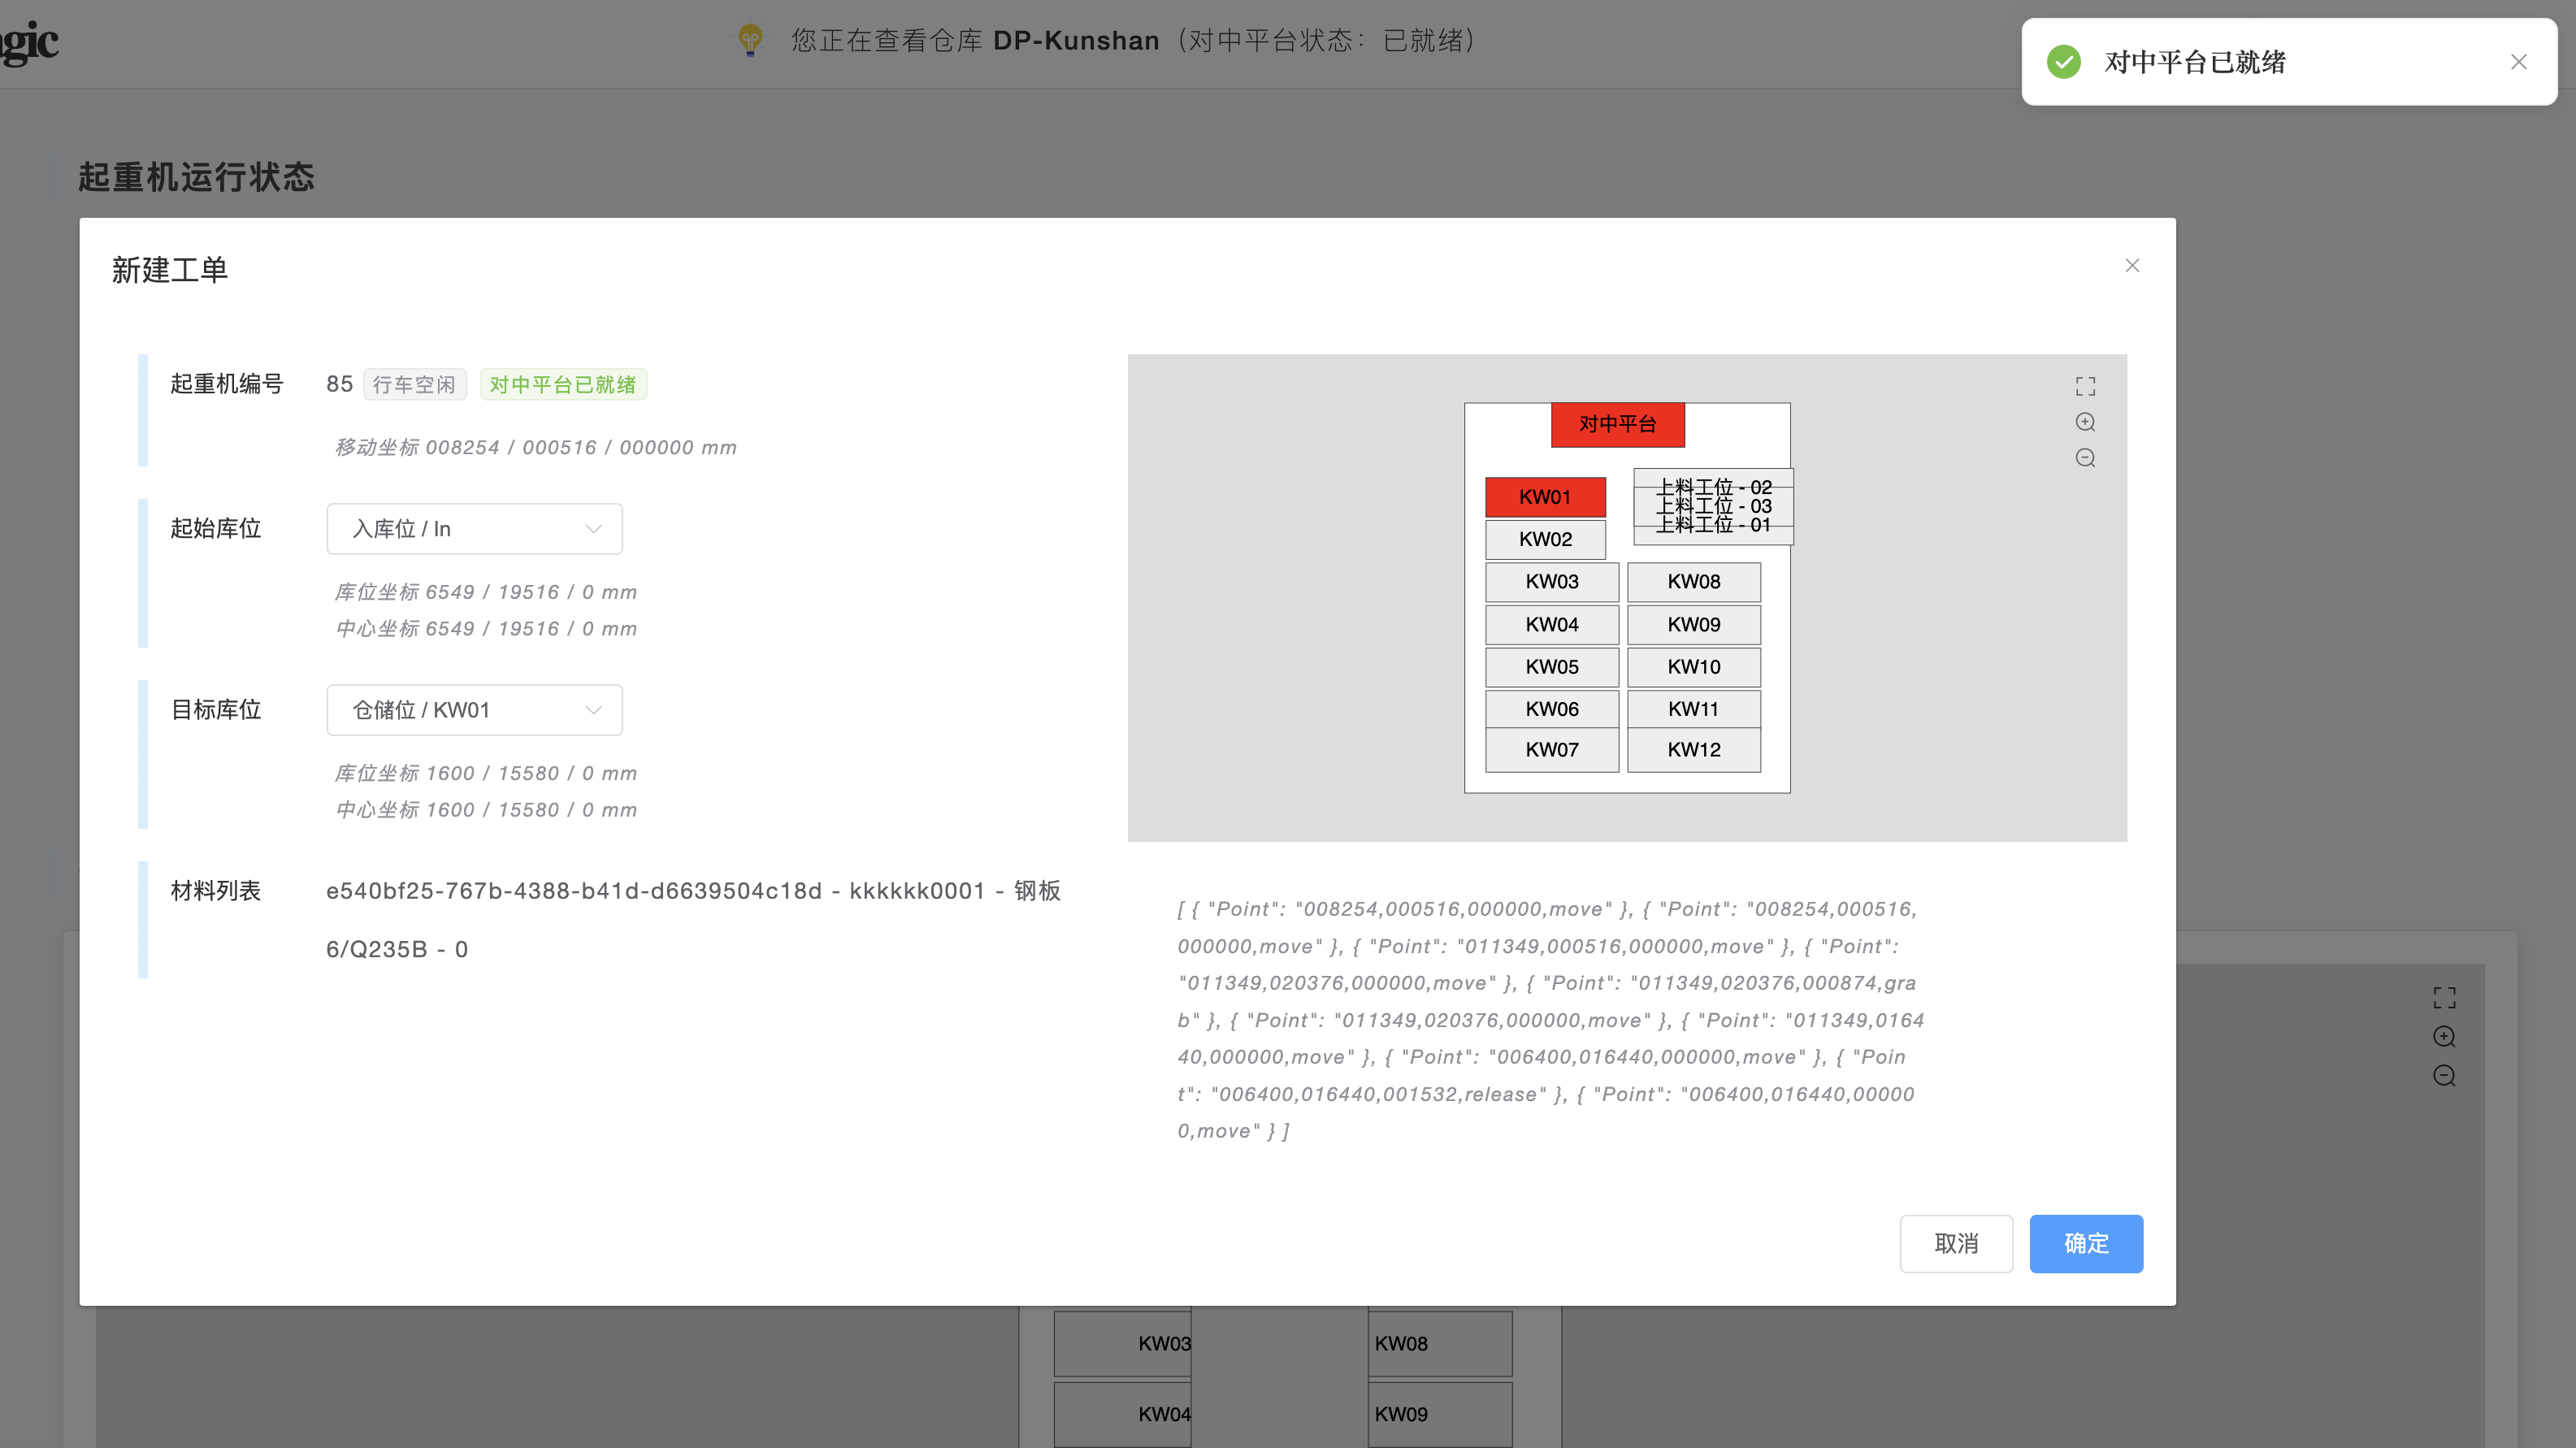 agic
您正在查看仓库 DP-Kunshan（对中平台状态：已就绪）
对中平台已就绪
起重机运行状态
新建工单
起重机编号 85 行车空闲 对中平台已就绪
移动坐标 008254 / 000516 / 000000 mm
起始库位 入库位 / In
库位坐标 6549 / 19516 / 0 mm
中心坐标 6549 / 19516 / 0 mm
目标库位 仓储位 / KW01
库位坐标 1600 / 15580 / 0 mm
中心坐标 1600 / 15580 / 0 mm
材料列表 e540bf25-767b-4388-b41d-d6639504c18d - kkkkkk0001 - 钢板
6/Q235B - 0
对中平台
KW01
上料工位 - 02
上料工位 - 03
上料工位 - 01
KW02
KW03 KW08
KW04 KW09
KW05 KW10
KW06 KW11
KW07 KW12
[ { "Point": "008254,000516,000000,move" }, { "Point": "008254,000516,
000000,move" }, { "Point": "011349,000516,000000,move" }, { "Point":
"011349,020376,000000,move" }, { "Point": "011349,020376,000874,gra
b" }, { "Point": "011349,020376,000000,move" }, { "Point": "011349,0164
40,000000,move" }, { "Point": "006400,016440,000000,move" }, { "Poin
t": "006400,016440,001532,release" }, { "Point": "006400,016440,00000
0,move" } ]
取消 确定
KW03 KW08
KW04 KW09